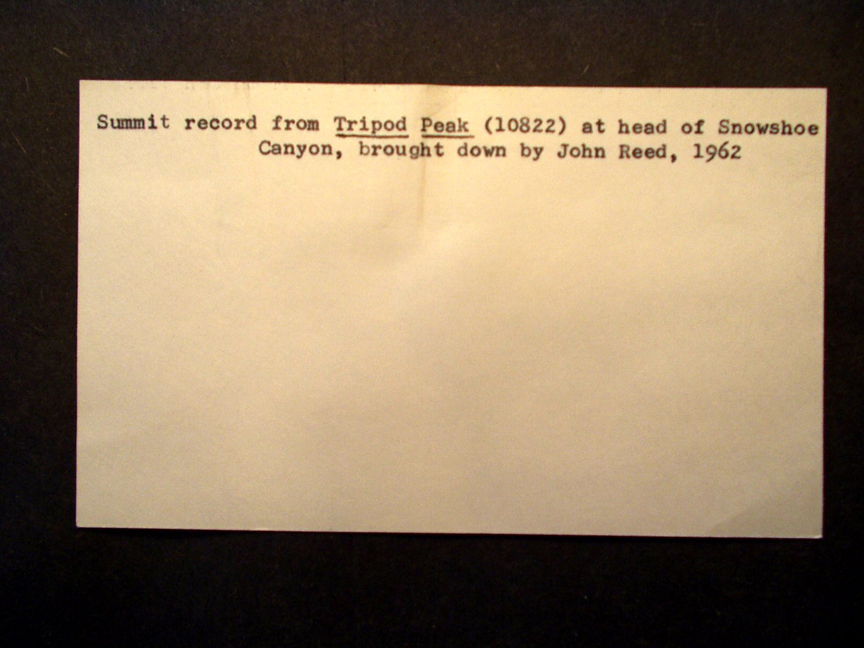 Summit record from Tripod Peak (10822) at head of Snowshoe
Canyon, brought down by John Reed, 1962